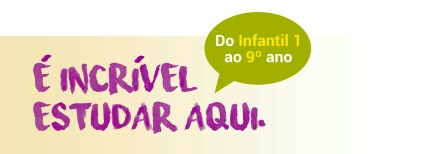 Do Infantil 1
ao 9º ano
É INCRÍVEL
ESTUDAR AQUI.